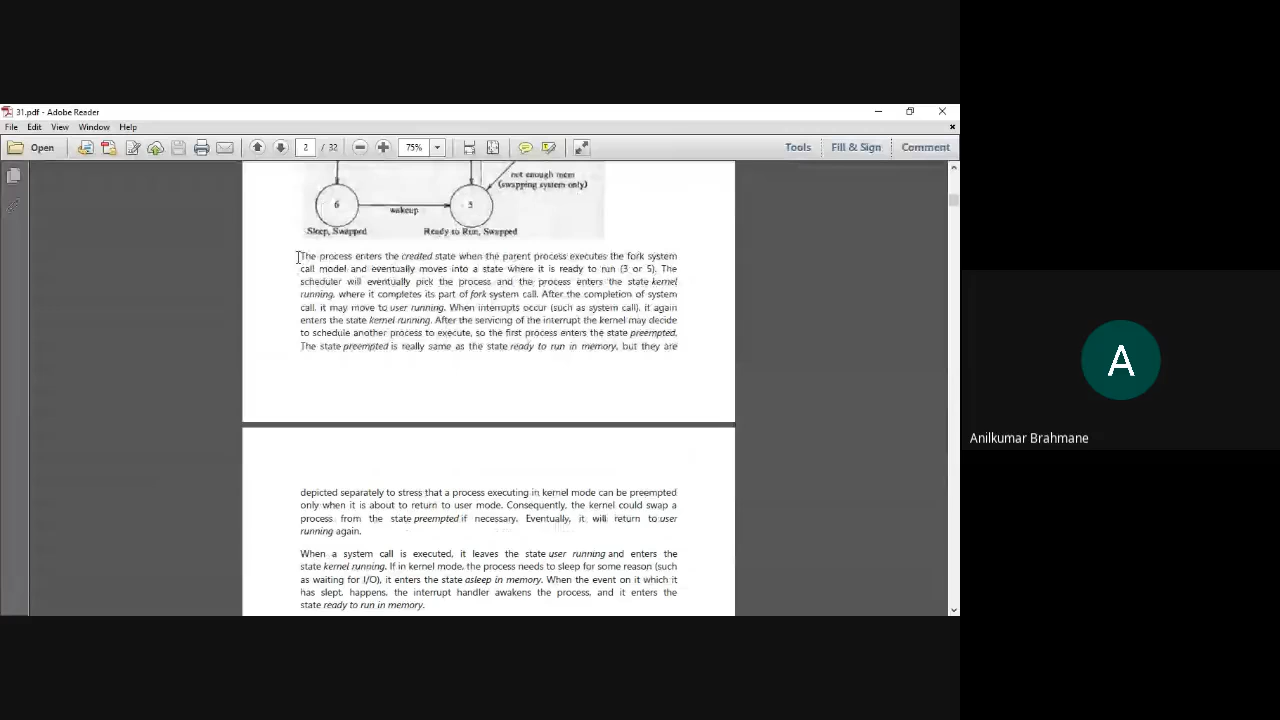 31.pdf - Adobe Reader
File Edit View Window Help
Open 2 / 32 75% Tools Fill & Sign Comment
not enough mem
(swapping system only)
6 wakeup 5
Sleep, Swapped Ready to Run, Swapped
The process enters the created state when the parent process executes the fork system
call model and eventually moves into a state where it is ready to run (3 or 5). The
scheduler will eventually pick the process and the process enters the state kernel
running, where it completes its part of fork system call. After the completion of system
call, it may move to user running. When interrupts occur (such as system call), it again
enters the state kernel running. After the servicing of the interrupt the kernel may decide
to schedule another process to execute, so the first process enters the state preempted.
The state preempted is really same as the state ready to run in memory, but they are
depicted separately to stress that a process executing in kernel mode can be preempted
only when it is about to return to user mode. Consequently, the kernel could swap a
process from the state preempted if necessary. Eventually, it will return to user
running again.
When a system call is executed, it leaves the state user running and enters the
state kernel running. If in kernel mode, the process needs to sleep for some reason (such
as waiting for I/O), it enters the state asleep in memory. When the event on it which it
has slept, happens, the interrupt handler awakens the process, and it enters the
state ready to run in memory.
A
Anilkumar Brahmane